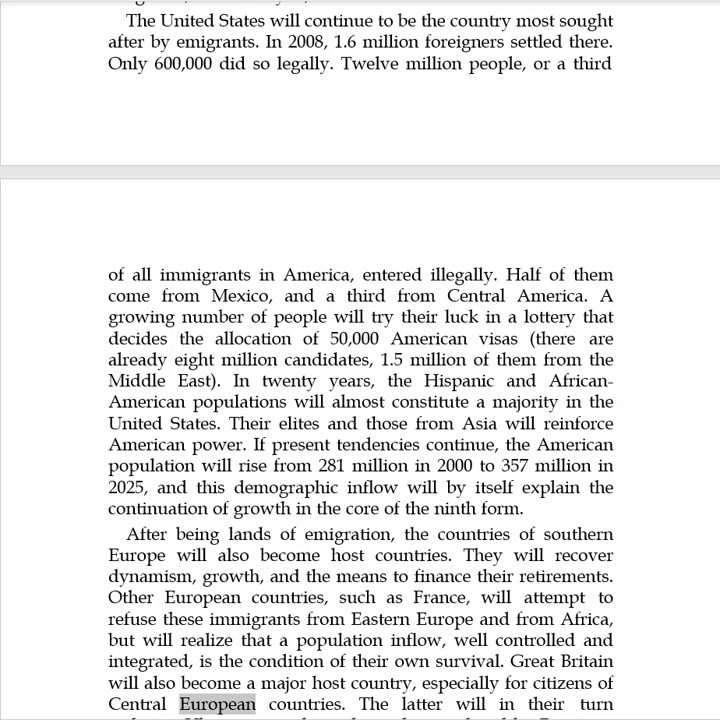 The United States will continue to be the country most sought
after by emigrants. In 2008, 1.6 million foreigners settled there.
Only 600,000 did so legally. Twelve million people, or a third
of all immigrants in America, entered illegally. Half of them
come from Mexico, and a third from Central America. A
growing number of people will try their luck in a lottery that
decides the allocation of 50,000 American visas (there are
already eight million candidates, 1.5 million of them from the
Middle East). In twenty years, the Hispanic and African-
American populations will almost constitute a majority in the
United States. Their elites and those from Asia will reinforce
American power. If present tendencies continue, the American
population will rise from 281 million in 2000 to 357 million in
2025, and this demographic inflow will by itself explain the
continuation of growth in the core of the ninth form.
After being lands of emigration, the countries of southern
Europe will also become host countries. They will recover
dynamism, growth, and the means to finance their retirements.
Other European countries, such as France, will attempt to
refuse these immigrants from Eastern Europe and from Africa,
but will realize that a population inflow, well controlled and
integrated, is the condition of their own survival. Great Britain
will also become a major host country, especially for citizens of
Central European countries. The latter will in their turn